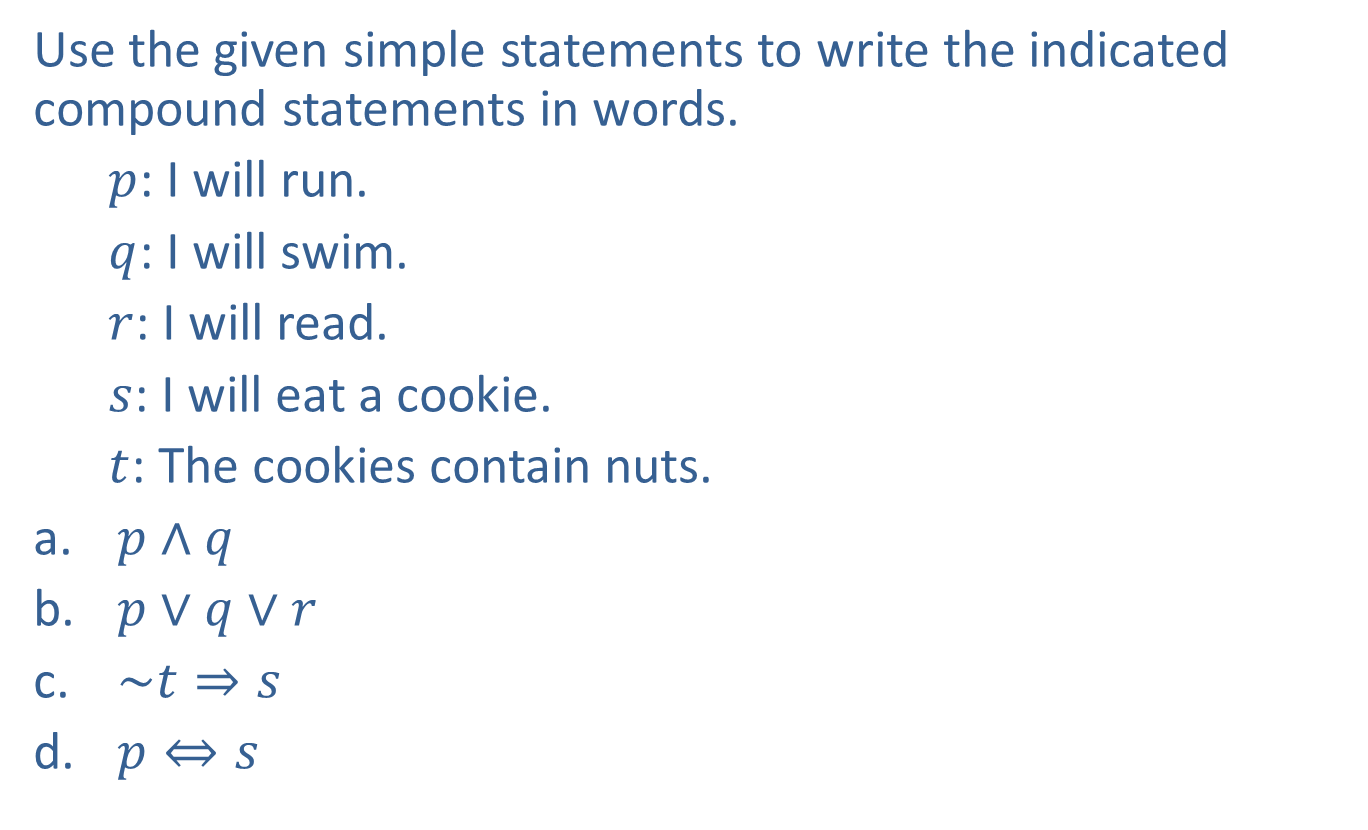 Use the given simple statements to write the indicated
compound statements in words.
p: I will run.
q: I will swim.
r: I will read.
s: I will eat a cookie.
t: The cookies contain nuts.
a. p ∧ q
b. p ∨ q ∨ r
c. ~t ⇒ s
d. p ⇔ s